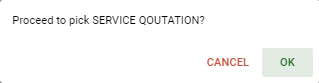 Proceed to pick SERVICE QOUTATION?
CANCEL OK